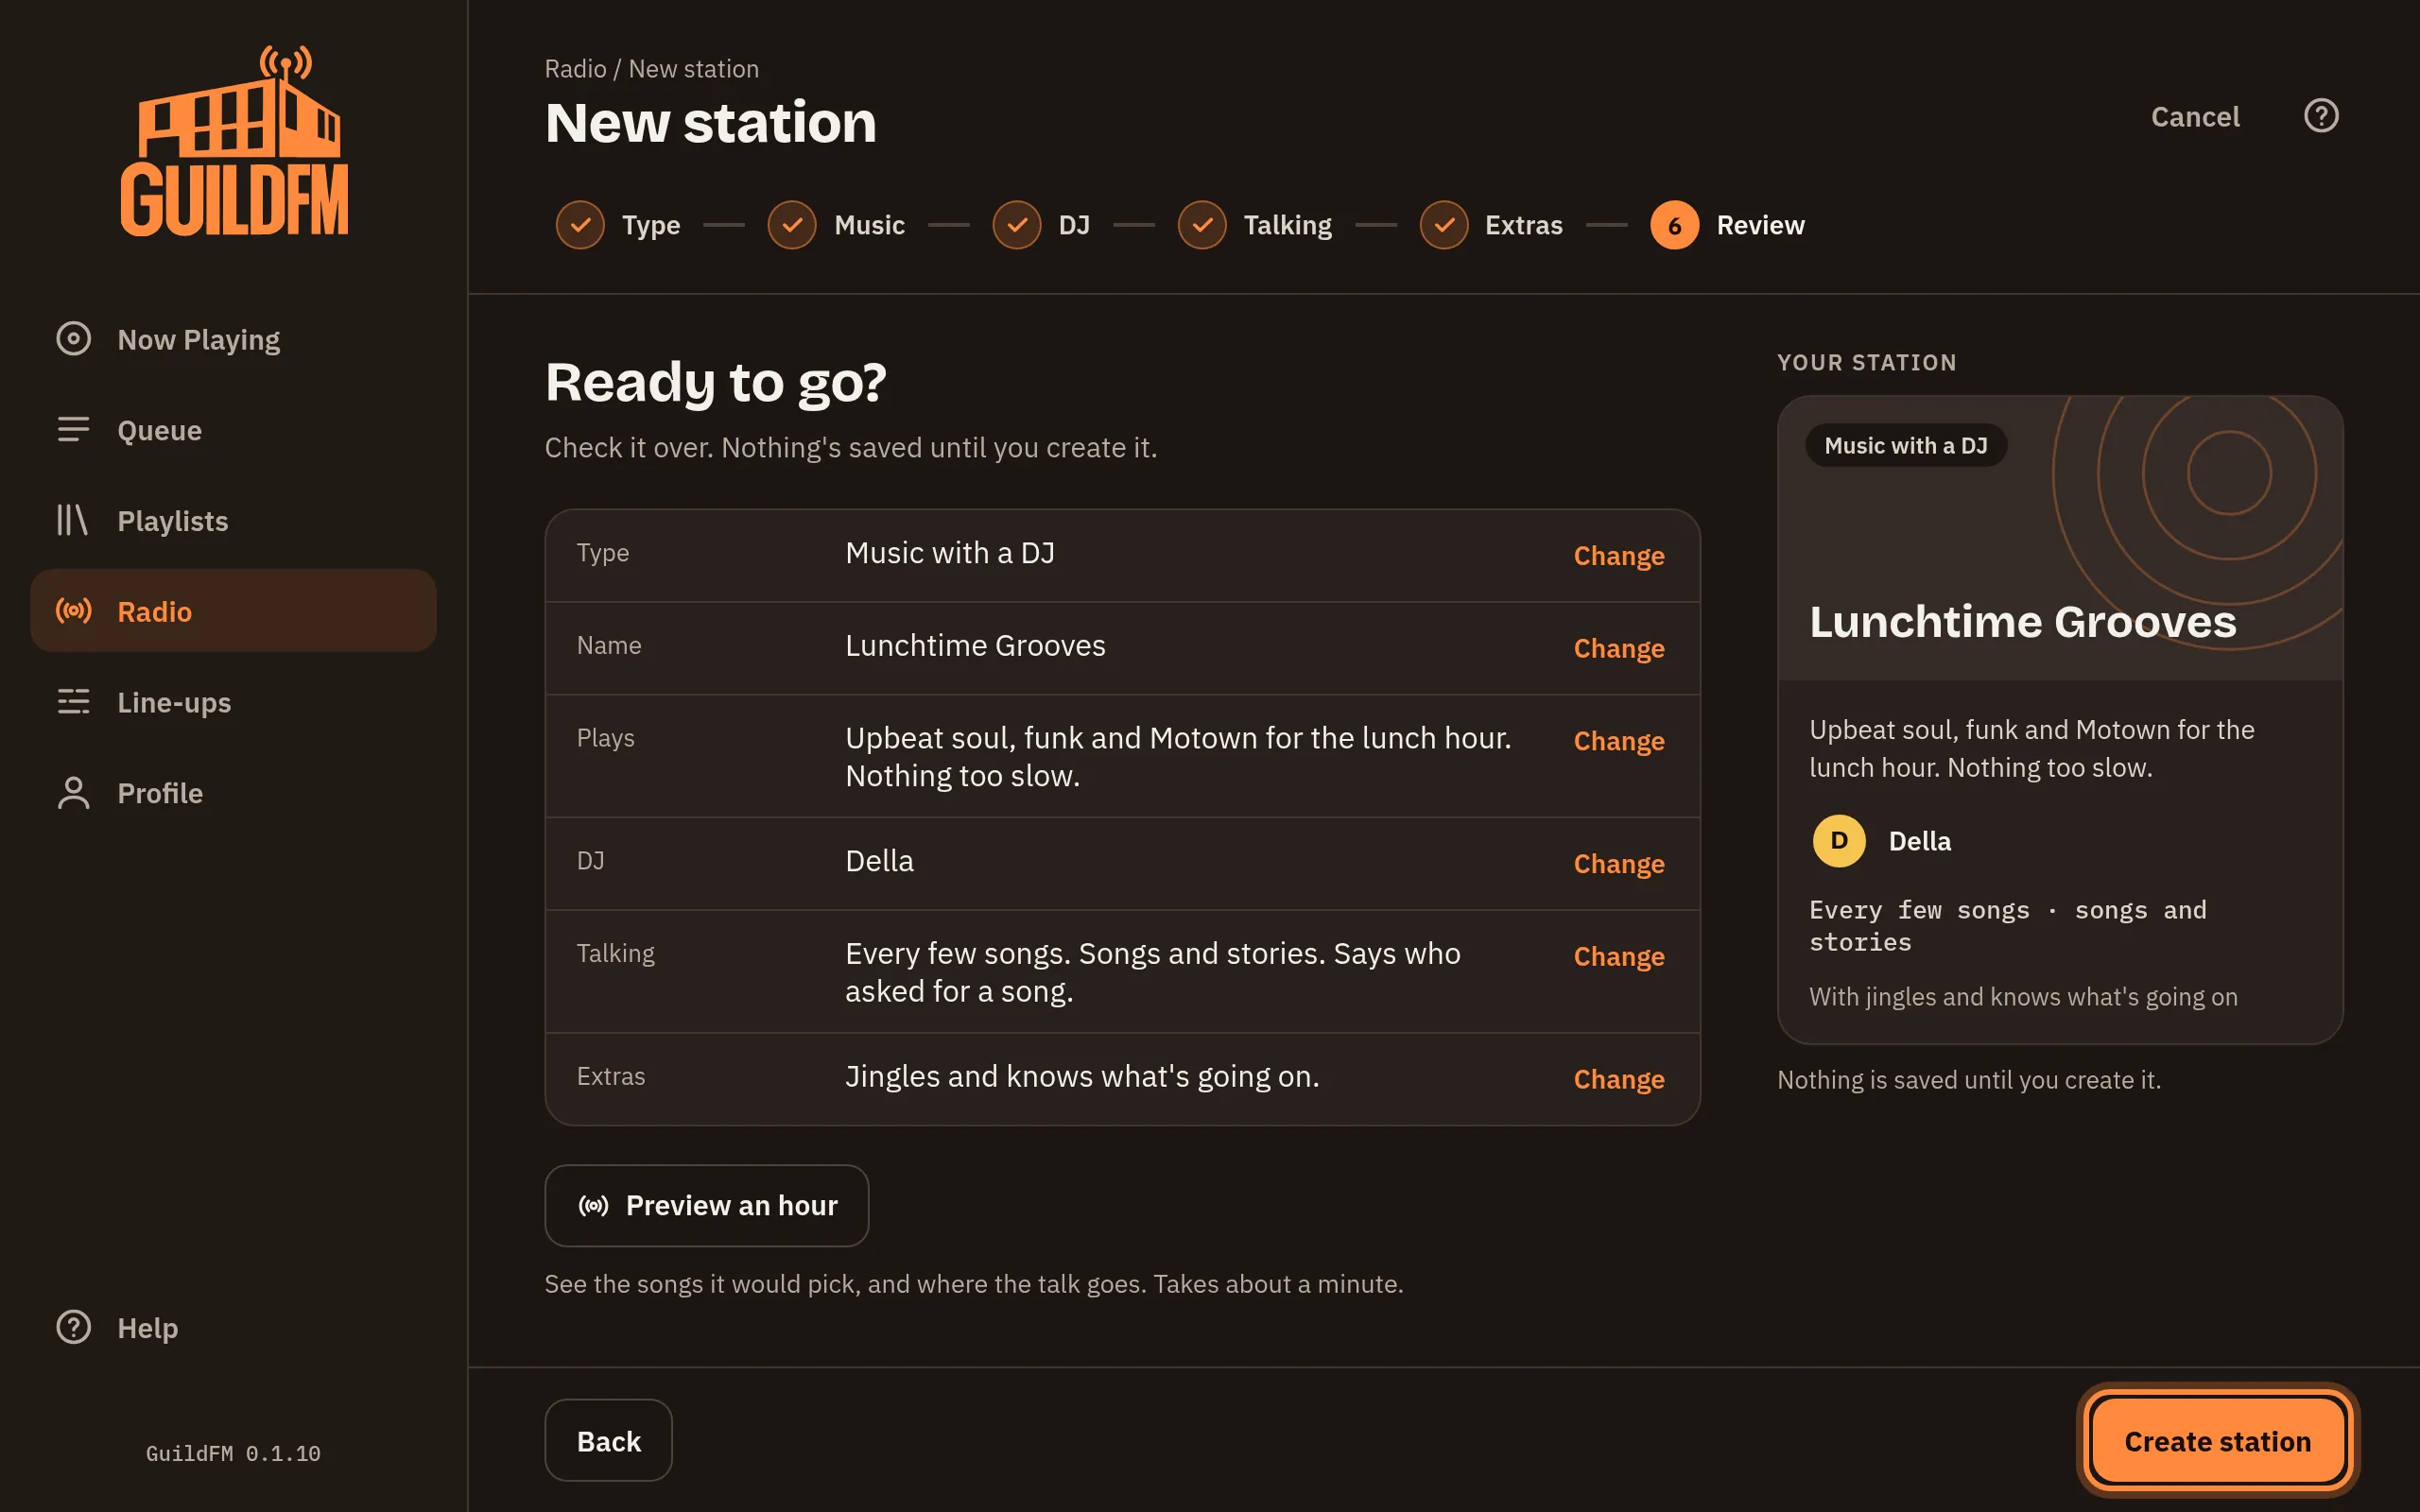 GUILDFM
Now Playing
Queue
Playlists
Radio
Line-ups
Profile
Help
GuildFM 0.1.10
Radio / New station
New station
Cancel
?
Type
Music
DJ
Talking
Extras
6 Review
Ready to go?
Check it over. Nothing's saved until you create it.
Type Music with a DJ Change
Name Lunchtime Grooves Change
Plays Upbeat soul, funk and Motown for the lunch hour. Change
Nothing too slow.
DJ Della Change
Talking Every few songs. Songs and stories. Says who Change
asked for a song.
Extras Jingles and knows what's going on. Change
Preview an hour
See the songs it would pick, and where the talk goes. Takes about a minute.
YOUR STATION
Music with a DJ
Lunchtime Grooves
Upbeat soul, funk and Motown for the
lunch hour. Nothing too slow.
D Della
Every few songs · songs and
stories
With jingles and knows what's going on
Nothing is saved until you create it.
Back
Create station